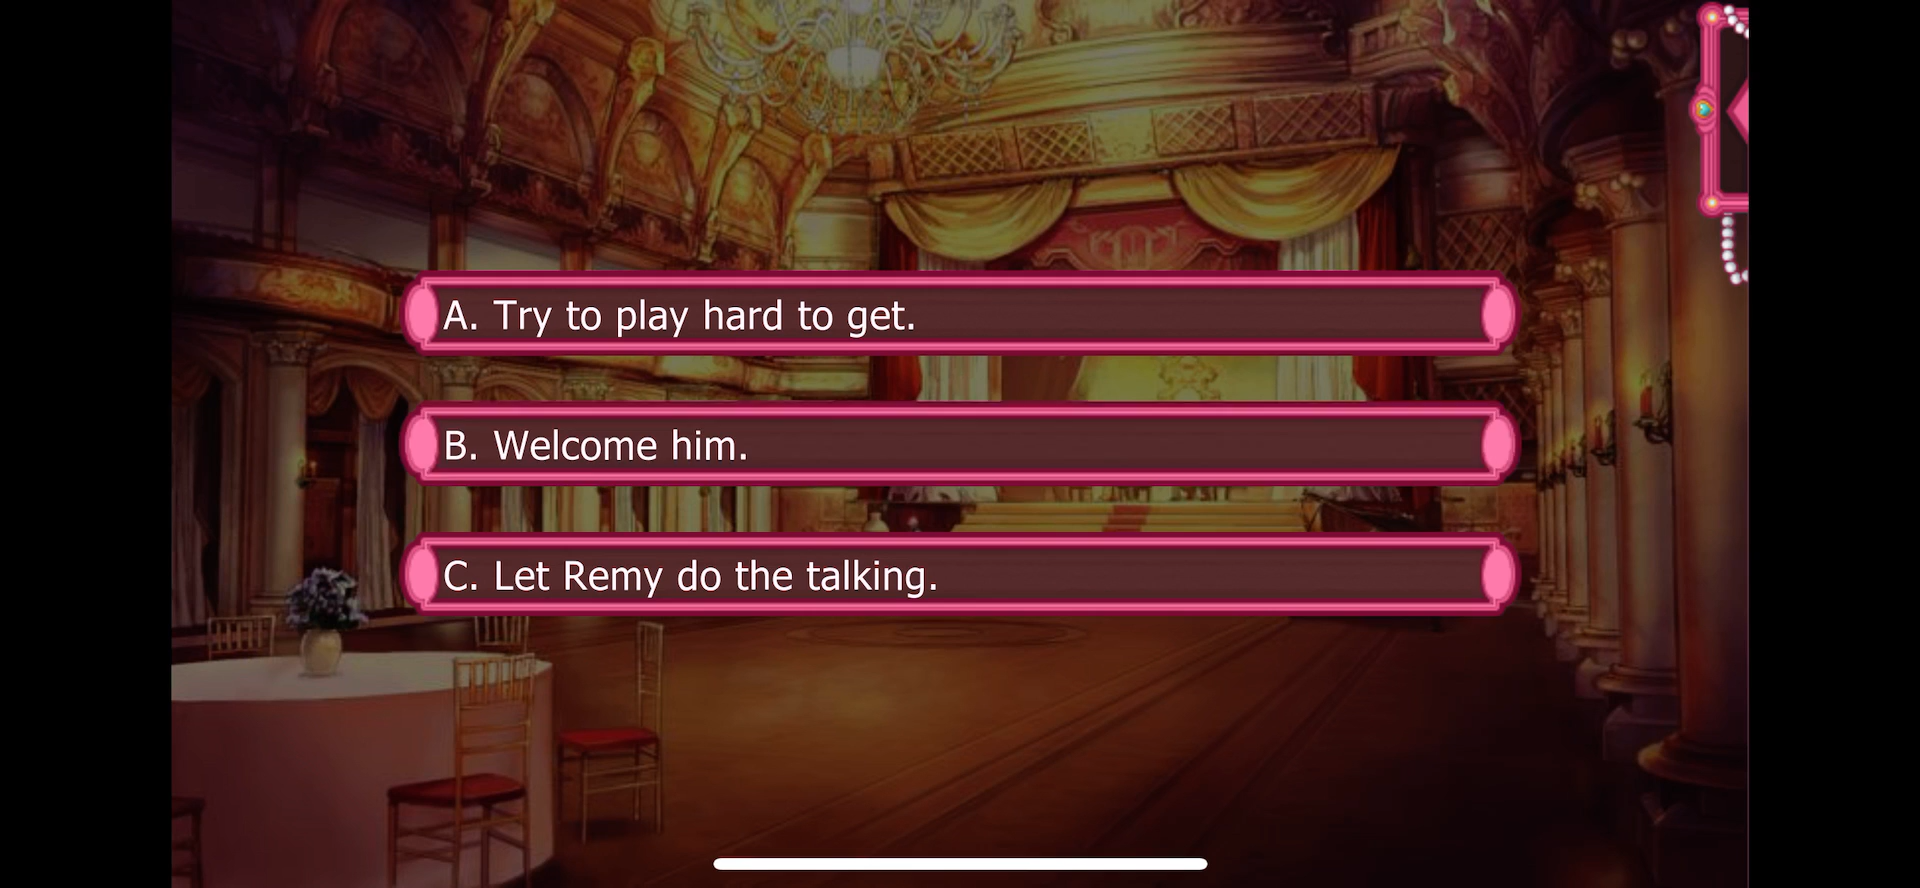 A. Try to play hard to get.
B. Welcome him.
C. Let Remy do the talking.